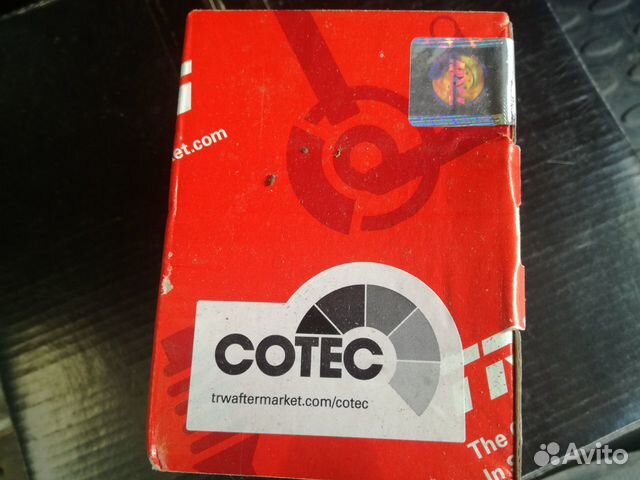 et.com
COTEC
trwaftermarket.com/cotec
The
In
Avito